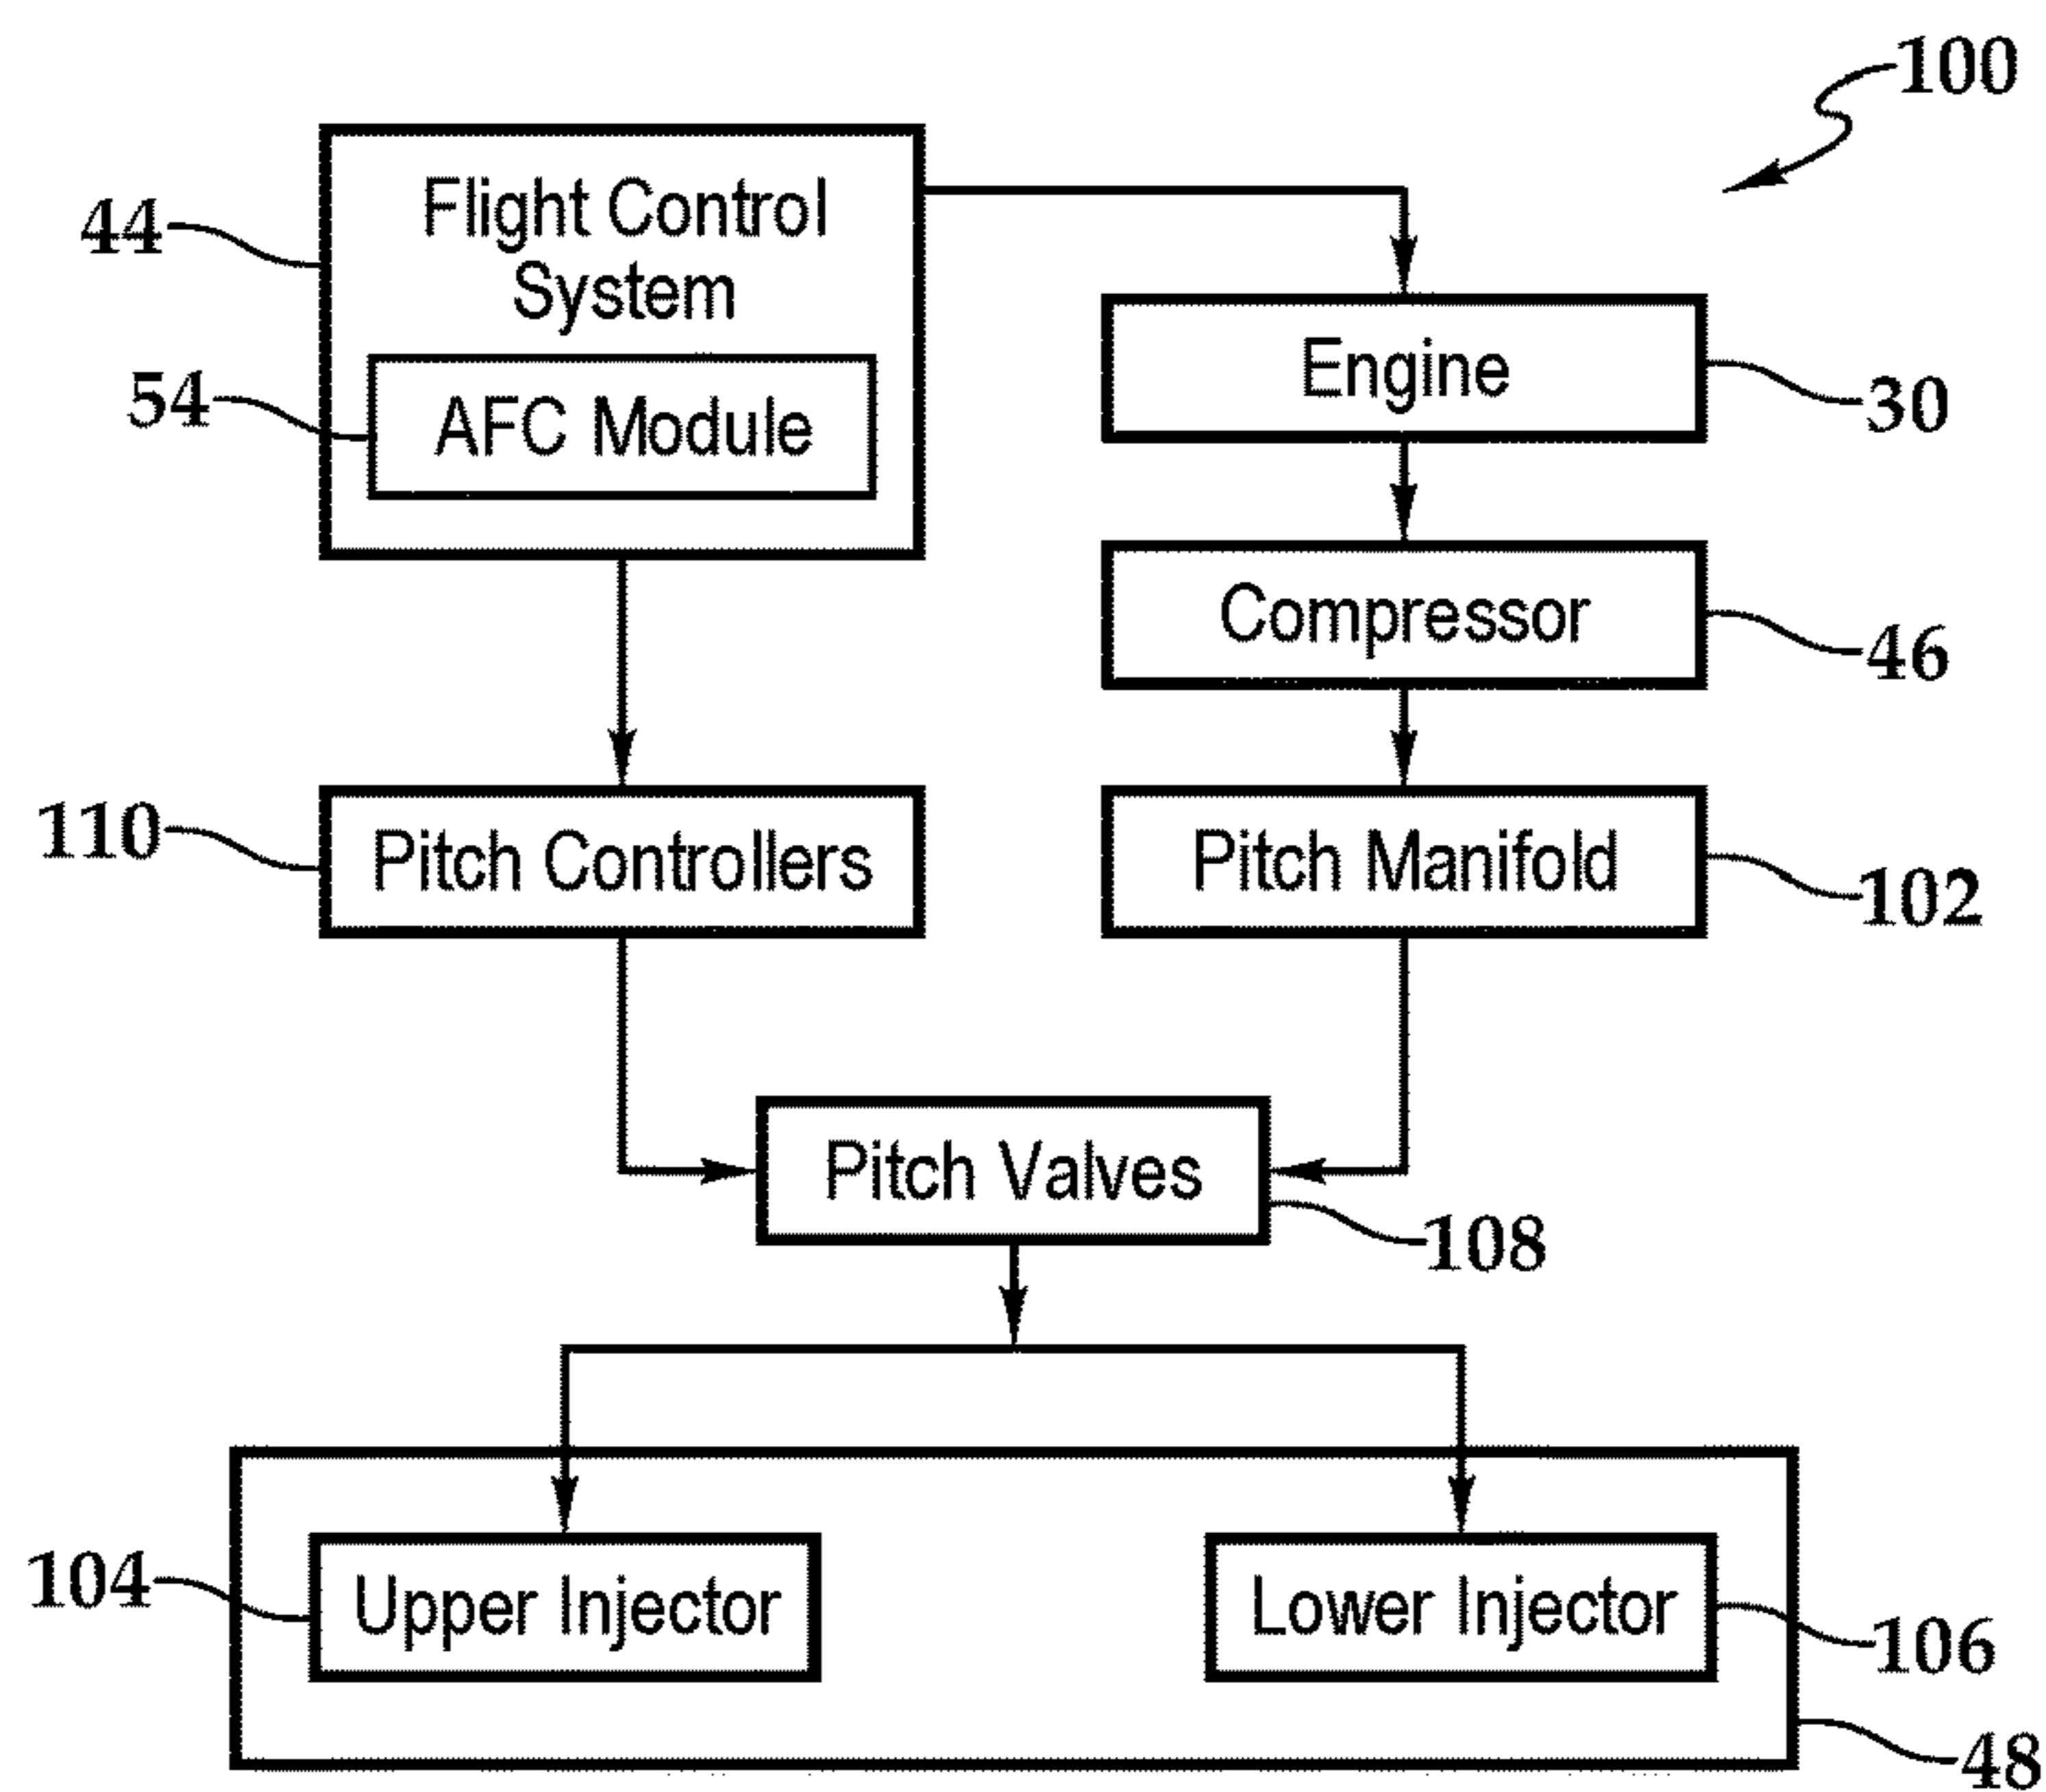 100
44
Flight Control
System
54
AFC Module
Engine
30
Compressor
46
110
Pitch Controllers
Pitch Manifold
102
Pitch Valves
108
104
Upper Injector
Lower Injector
106
48